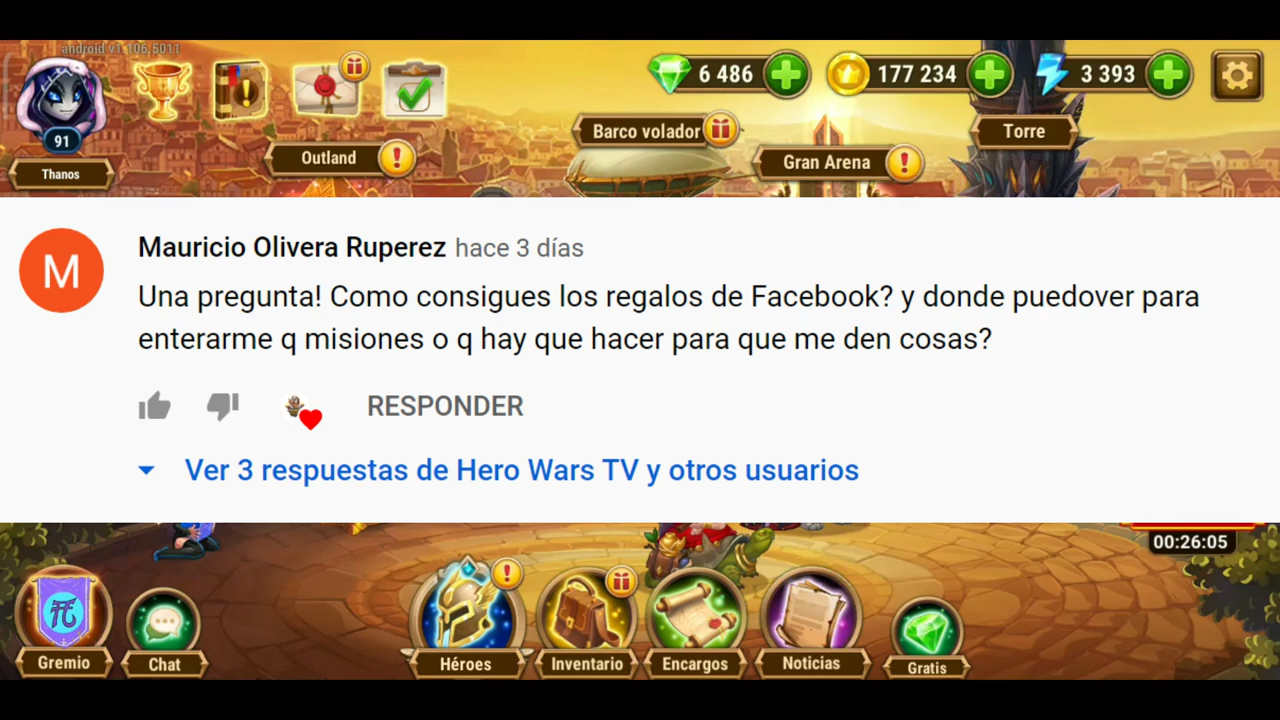 android v1.106.5011
6 486
177 234
3 393
91
Thanos
Outland
Barco volador
Gran Arena
Torre
M
Mauricio Olivera Ruperez hace 3 días
Una pregunta! Como consigues los regalos de Facebook? y donde puedover para
enterarme q misiones o q hay que hacer para que me den cosas?
RESPONDER
Ver 3 respuestas de Hero Wars TV y otros usuarios
00:26:05
Gremio
Chat
Héroes
Inventario
Encargos
Noticias
Gratis